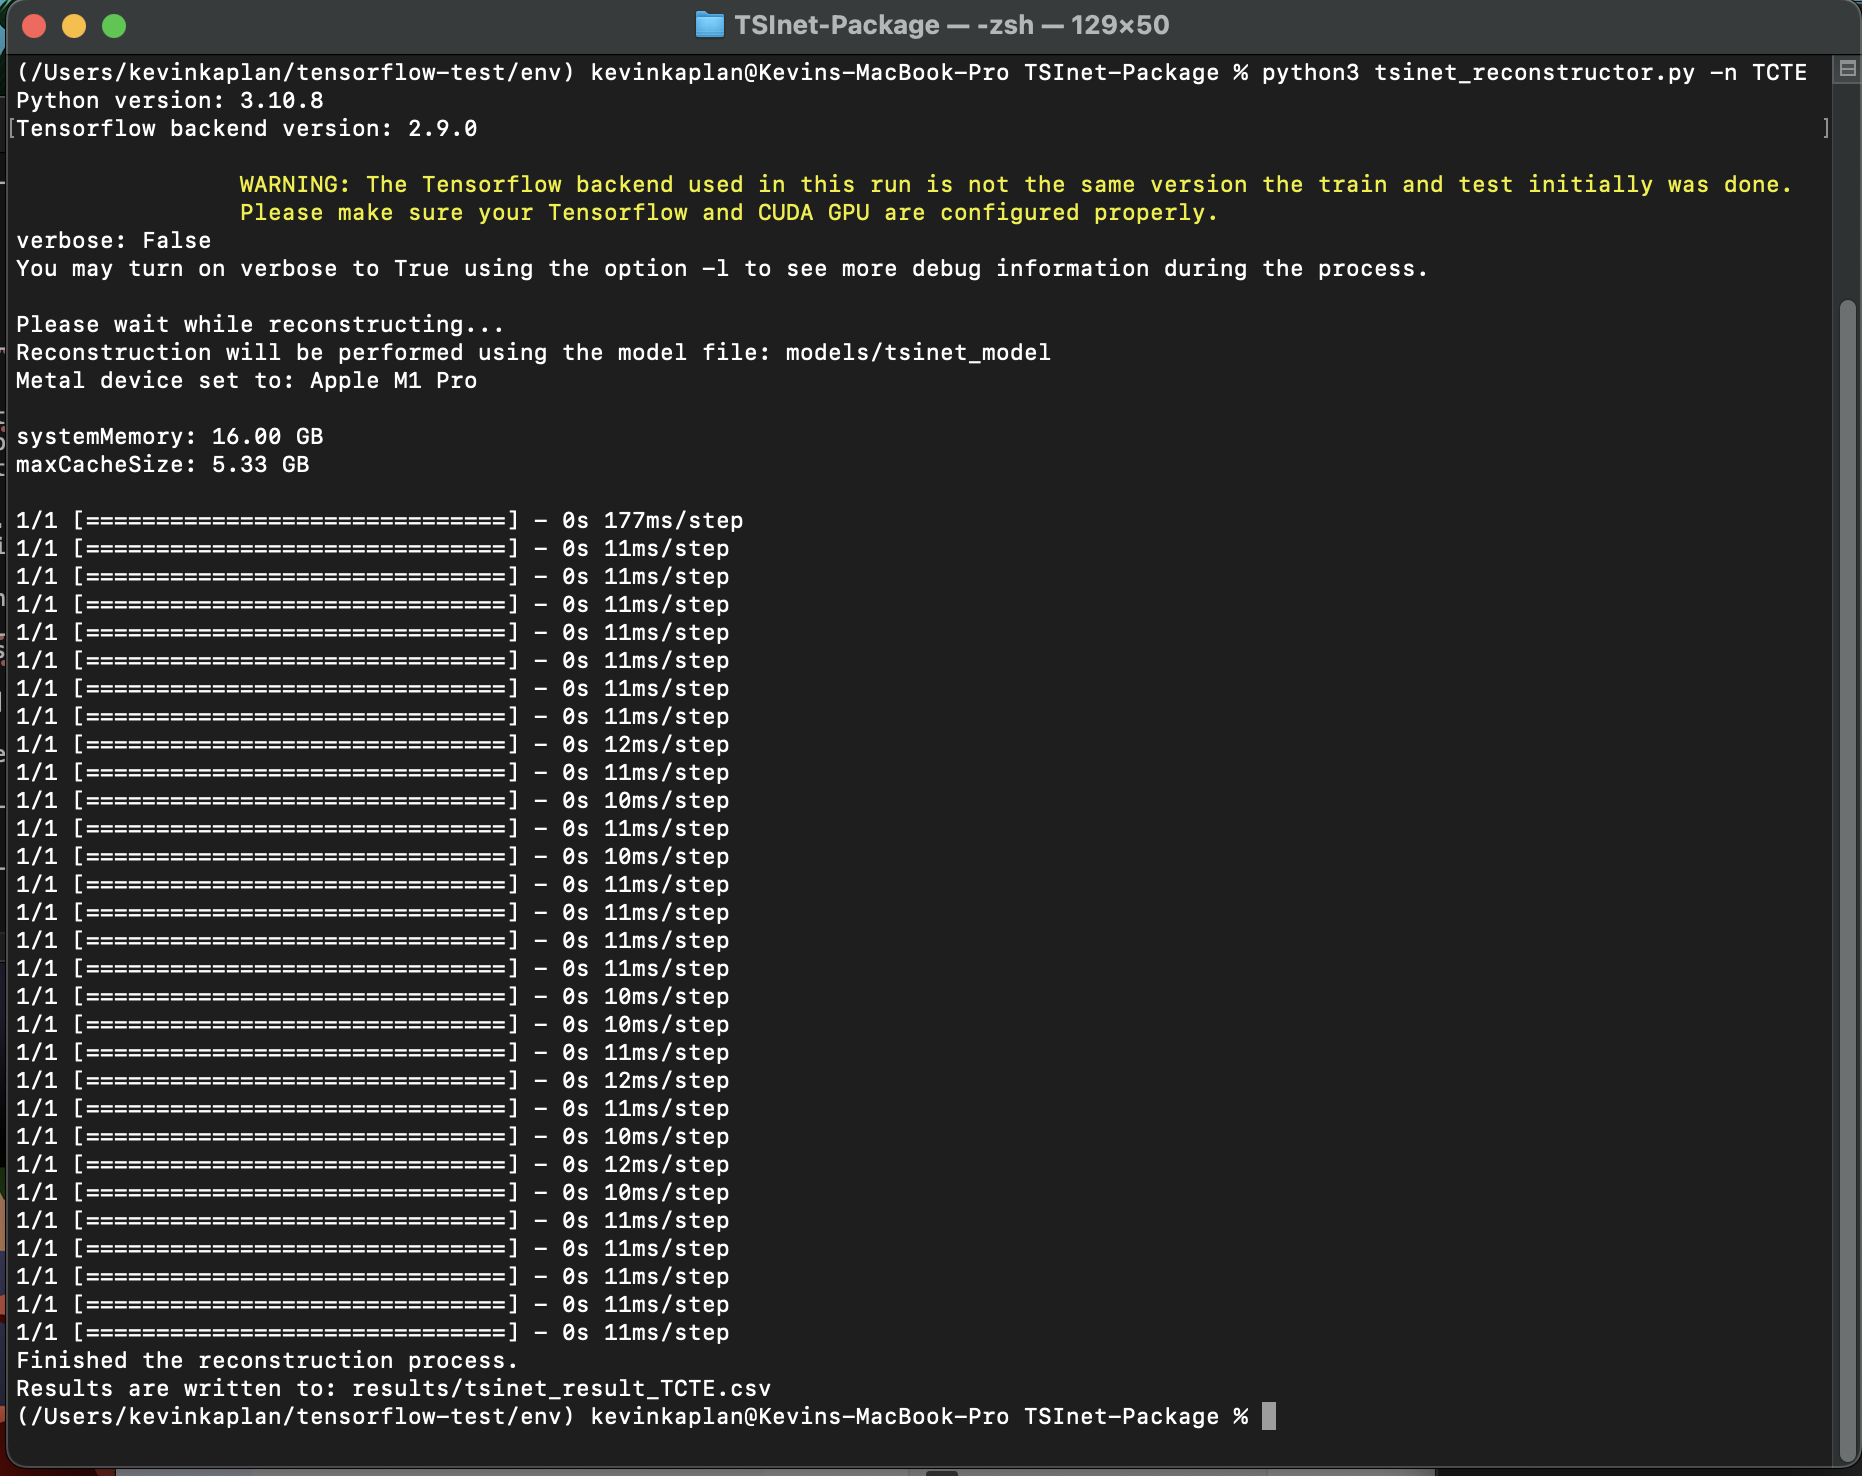 TSInet-Package — -zsh — 129×50
(/Users/kevinkaplan/tensorflow-test/env) kevinkaplan@Kevins-MacBook-Pro TSInet-Package % python3 tsinet_reconstructor.py -n TCTE
Python version: 3.10.8
[Tensorflow backend version: 2.9.0 ]
WARNING: The Tensorflow backend used in this run is not the same version the train and test initially was done.
Please make sure your Tensorflow and CUDA GPU are configured properly.
verbose: False
You may turn on verbose to True using the option -l to see more debug information during the process.
Please wait while reconstructing...
Reconstruction will be performed using the model file: models/tsinet_model
Metal device set to: Apple M1 Pro
systemMemory: 16.00 GB
maxCacheSize: 5.33 GB
1/1 [==============================] - 0s 177ms/step
1/1 [==============================] - 0s 11ms/step
1/1 [==============================] - 0s 11ms/step
1/1 [==============================] - 0s 11ms/step
1/1 [==============================] - 0s 11ms/step
1/1 [==============================] - 0s 11ms/step
1/1 [==============================] - 0s 11ms/step
1/1 [==============================] - 0s 11ms/step
1/1 [==============================] - 0s 12ms/step
1/1 [==============================] - 0s 11ms/step
1/1 [==============================] - 0s 10ms/step
1/1 [==============================] - 0s 11ms/step
1/1 [==============================] - 0s 10ms/step
1/1 [==============================] - 0s 11ms/step
1/1 [==============================] - 0s 11ms/step
1/1 [==============================] - 0s 11ms/step
1/1 [==============================] - 0s 11ms/step
1/1 [==============================] - 0s 10ms/step
1/1 [==============================] - 0s 10ms/step
1/1 [==============================] - 0s 11ms/step
1/1 [==============================] - 0s 12ms/step
1/1 [==============================] - 0s 11ms/step
1/1 [==============================] - 0s 10ms/step
1/1 [==============================] - 0s 12ms/step
1/1 [==============================] - 0s 10ms/step
1/1 [==============================] - 0s 11ms/step
1/1 [==============================] - 0s 11ms/step
1/1 [==============================] - 0s 11ms/step
1/1 [==============================] - 0s 11ms/step
1/1 [==============================] - 0s 11ms/step
Finished the reconstruction process.
Results are written to: results/tsinet_result_TCTE.csv
(/Users/kevinkaplan/tensorflow-test/env) kevinkaplan@Kevins-MacBook-Pro TSInet-Package %